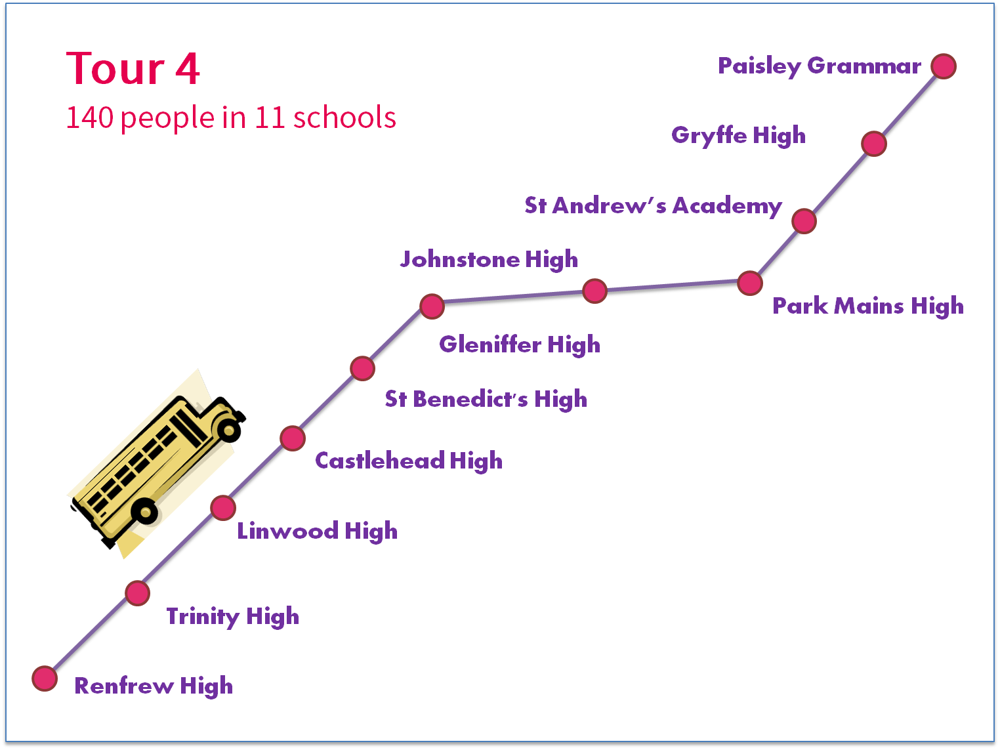 Tour 4
140 people in 11 schools
Paisley Grammar
Gryffe High
St Andrew’s Academy
Johnstone High
Park Mains High
Gleniffer High
St Benedict’s High
Castlehead High
Linwood High
Trinity High
Renfrew High